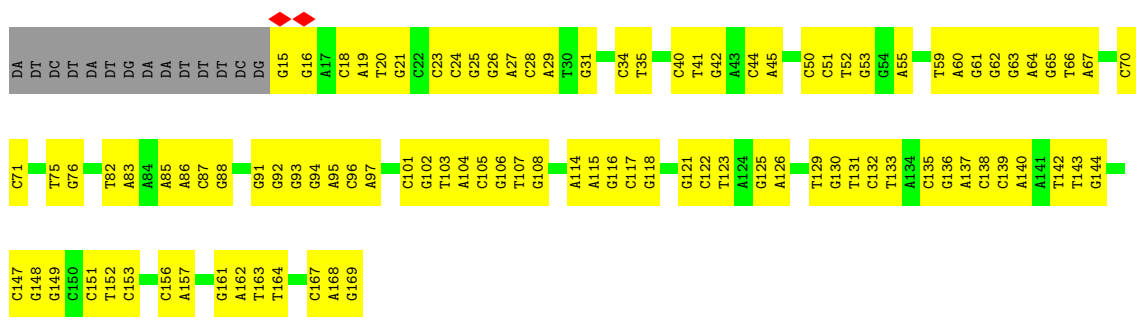 DA DT DC DT DA DT DG DA DA DT DT DT DC DG G15 G16 A17 C18 A19 T20 G21 C22 C23 C24 G25 G26 A27 C28 A29 T30 G31 C34 T35 C40 T41 G42 A43 C44 A45 C50 C51 T52 G53 G54 A55 T59 A60 G61 G62 G63 A64 G65 T66 A67 C70
C71 T75 G76 T82 A83 A84 A85 A86 C87 G88 G91 G92 G93 G94 A95 C96 A97 C101 G102 T103 A104 C105 G106 T107 G108 A114 A115 G116 C117 G118 G121 C122 T123 A124 G125 A126 T129 G130 T131 C132 T133 A134 C135 G136 A137 C138 C139 A140 A141 T142 T143 G144
C147 G148 G149 C150 C151 T152 C153 C156 A157 G161 A162 T163 T164 C167 A168 G169